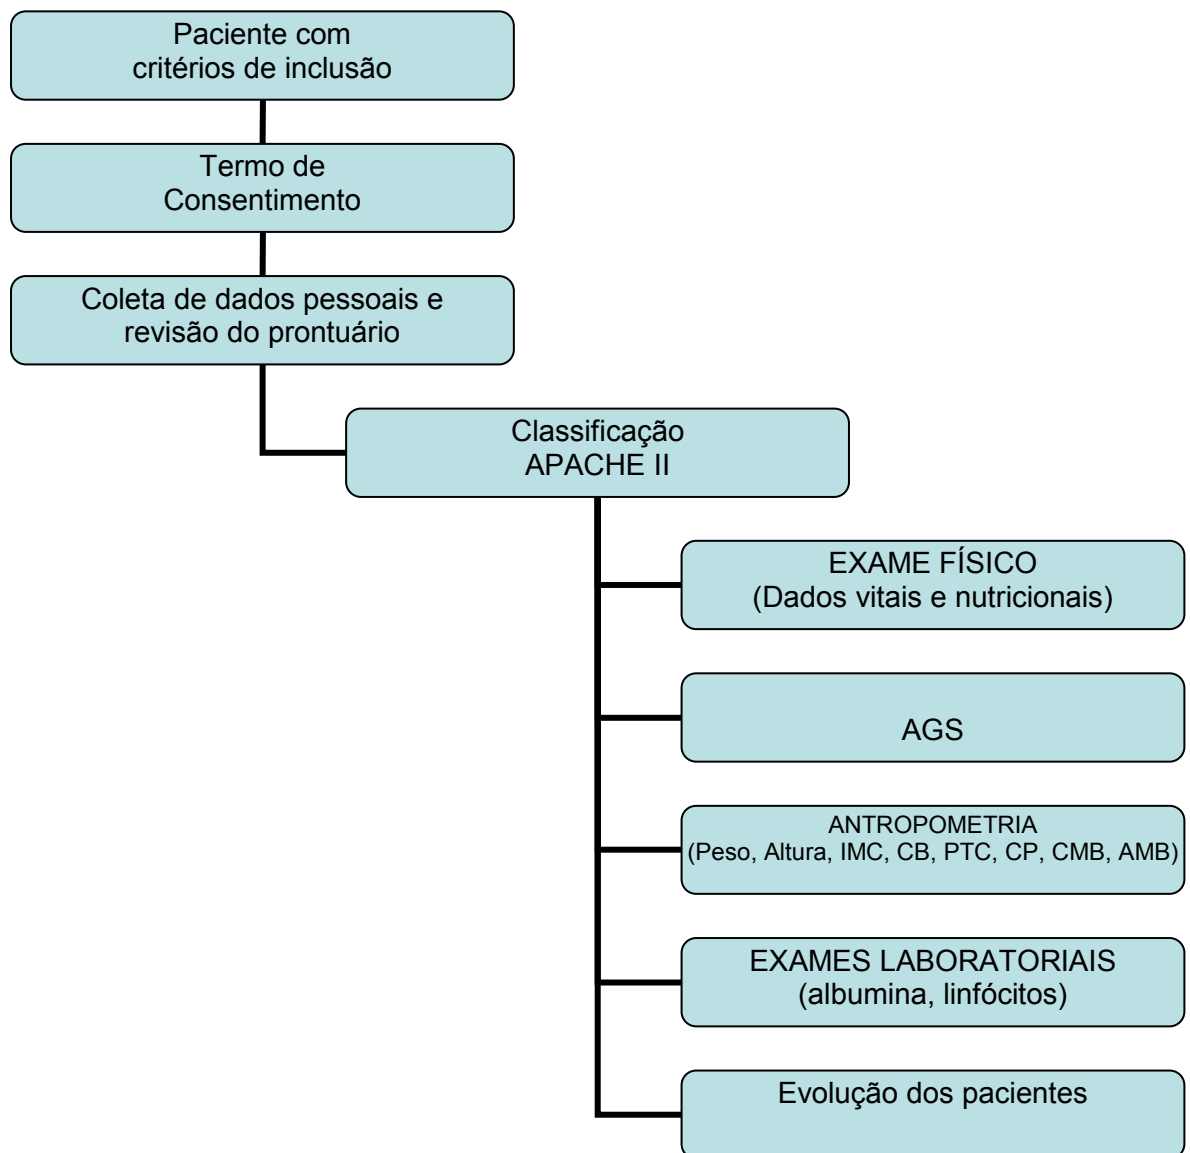 Paciente com
critérios de inclusão
Termo de
Consentimento
Coleta de dados pessoais e
revisão do prontuário
Classificação
APACHE II
EXAME FÍSICO
(Dados vitais e nutricionais)
AGS
ANTROPOMETRIA
(Peso, Altura, IMC, CB, PTC, CP, CMB, AMB)
EXAMES LABORATORIAIS
(albumina, linfócitos)
Evolução dos pacientes